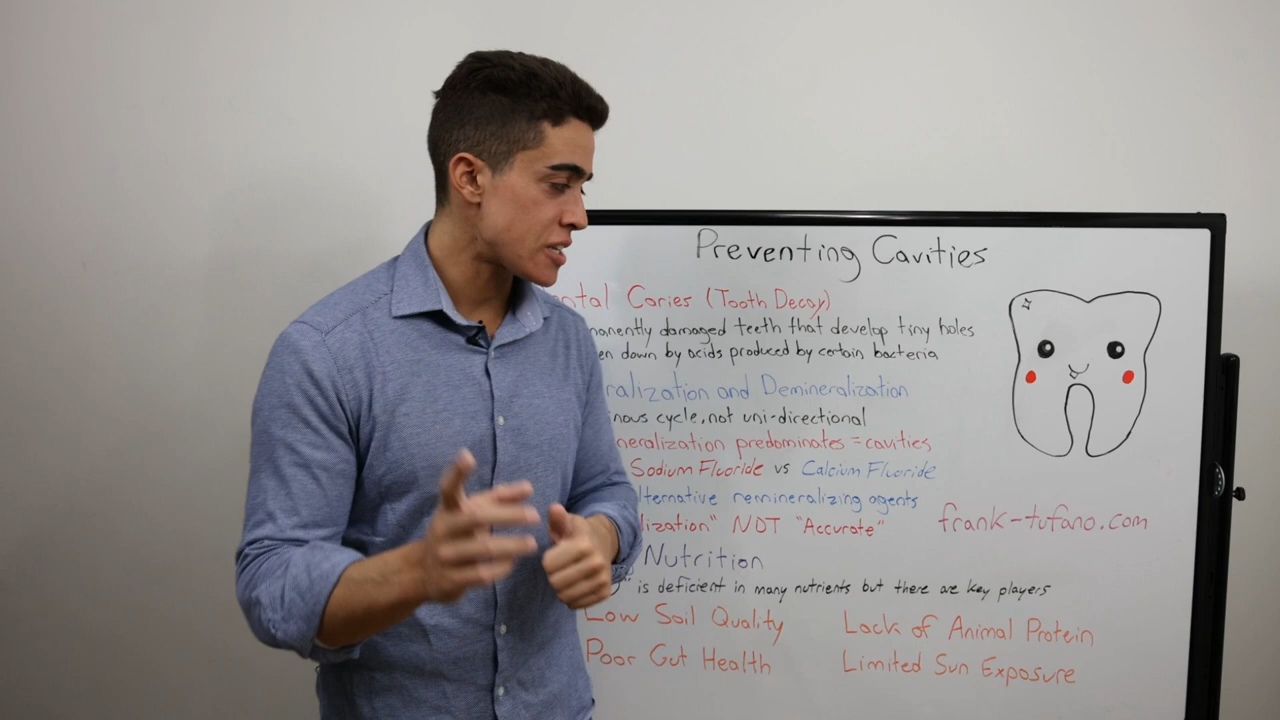 Preventing Cavities
ental Caries (Tooth Decay)
nanently damaged teeth that develop tiny holes
en down by acids produced by certain bacteria
ralization and Demineralization
inous cycle, not uni-directional
neralization predominates = cavities
Sodium Fluoride vs Calcium Fluoride
lternative remineralizing agents
lization" NOT "Accurate"
frank-tufano.com
Nutrition
" is deficient in many nutrients but there are key players
Low Soil Quality
Lack of Animal Protein
Poor Gut Health
Limited Sun Exposure